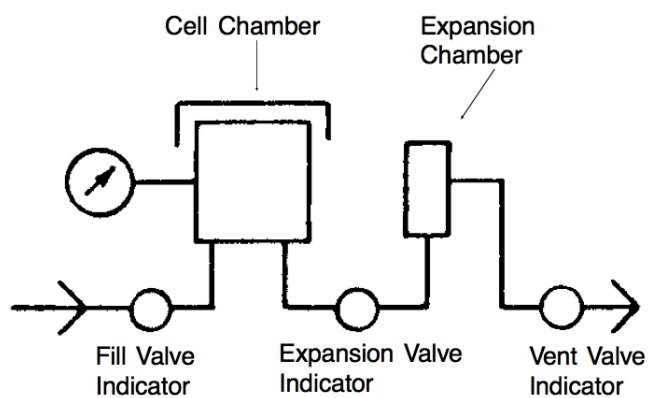 Cell Chamber
Expansion
Chamber
Fill Valve
Indicator
Expansion Valve
Indicator
Vent Valve
Indicator